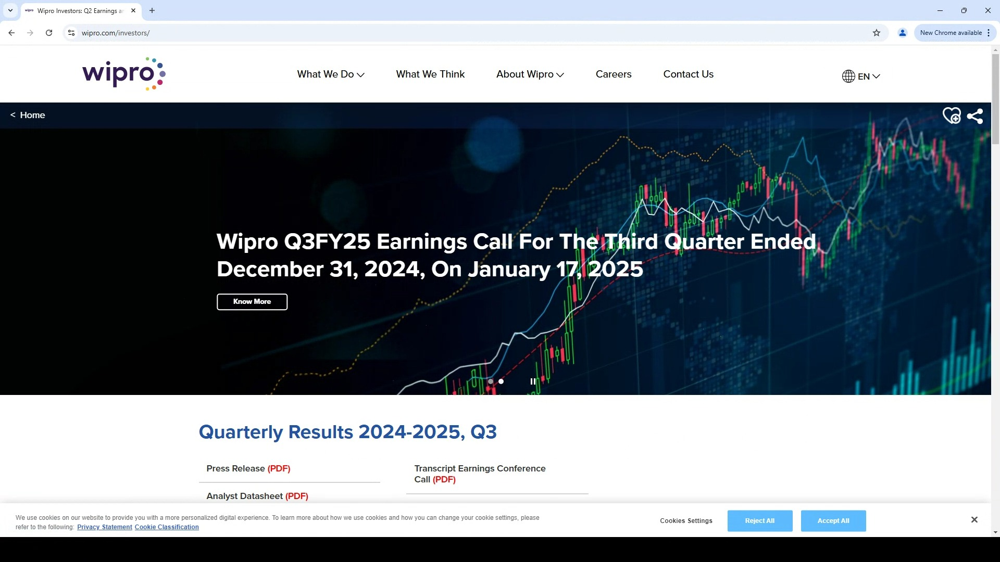 wipro
Wipro Investors: Q2 Earnings a
wipro.com/investors/
New Chrome available
wipro
What We Do
What We Think
About Wipro
Careers
Contact Us
EN
< Home
Wipro Q3FY25 Earnings Call For The Third Quarter Ended
December 31, 2024, On January 17, 2025
Know More
Quarterly Results 2024-2025, Q3
Press Release (PDF)
Analyst Datasheet (PDF)
Transcript Earnings Conference
Call (PDF)
We use cookies on our website to provide you with a more personalized digital experience. To learn more about how we use cookies and how you can change your cookie settings, please
refer to the following: Privacy Statement Cookie Classification
Cookies Settings
Reject All
Accept All